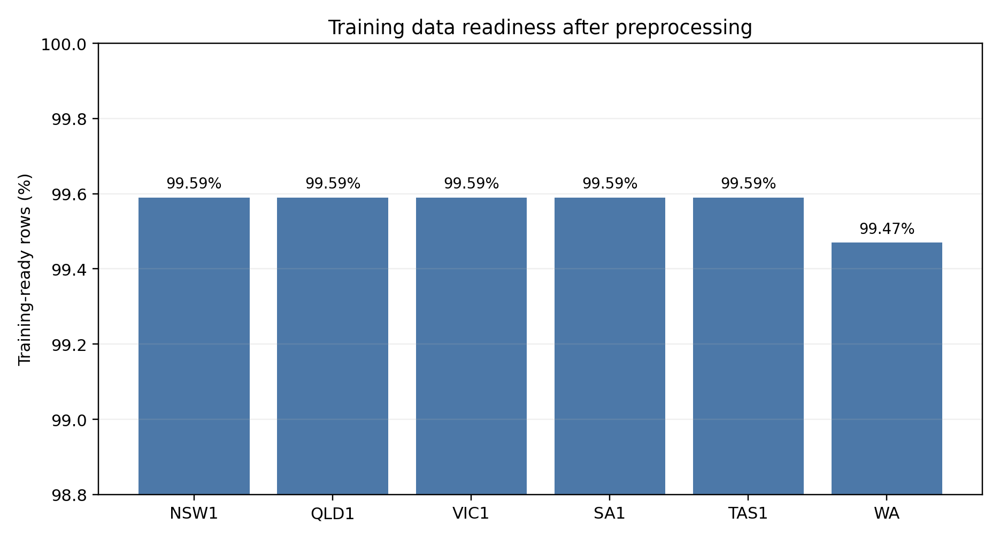 Training data readiness after preprocessing
Training-ready rows (%)
100.0
99.8
99.6
99.4
99.2
99.0
98.8
99.59%
99.59%
99.59%
99.59%
99.59%
99.47%
NSW1
QLD1
VIC1
SA1
TAS1
WA